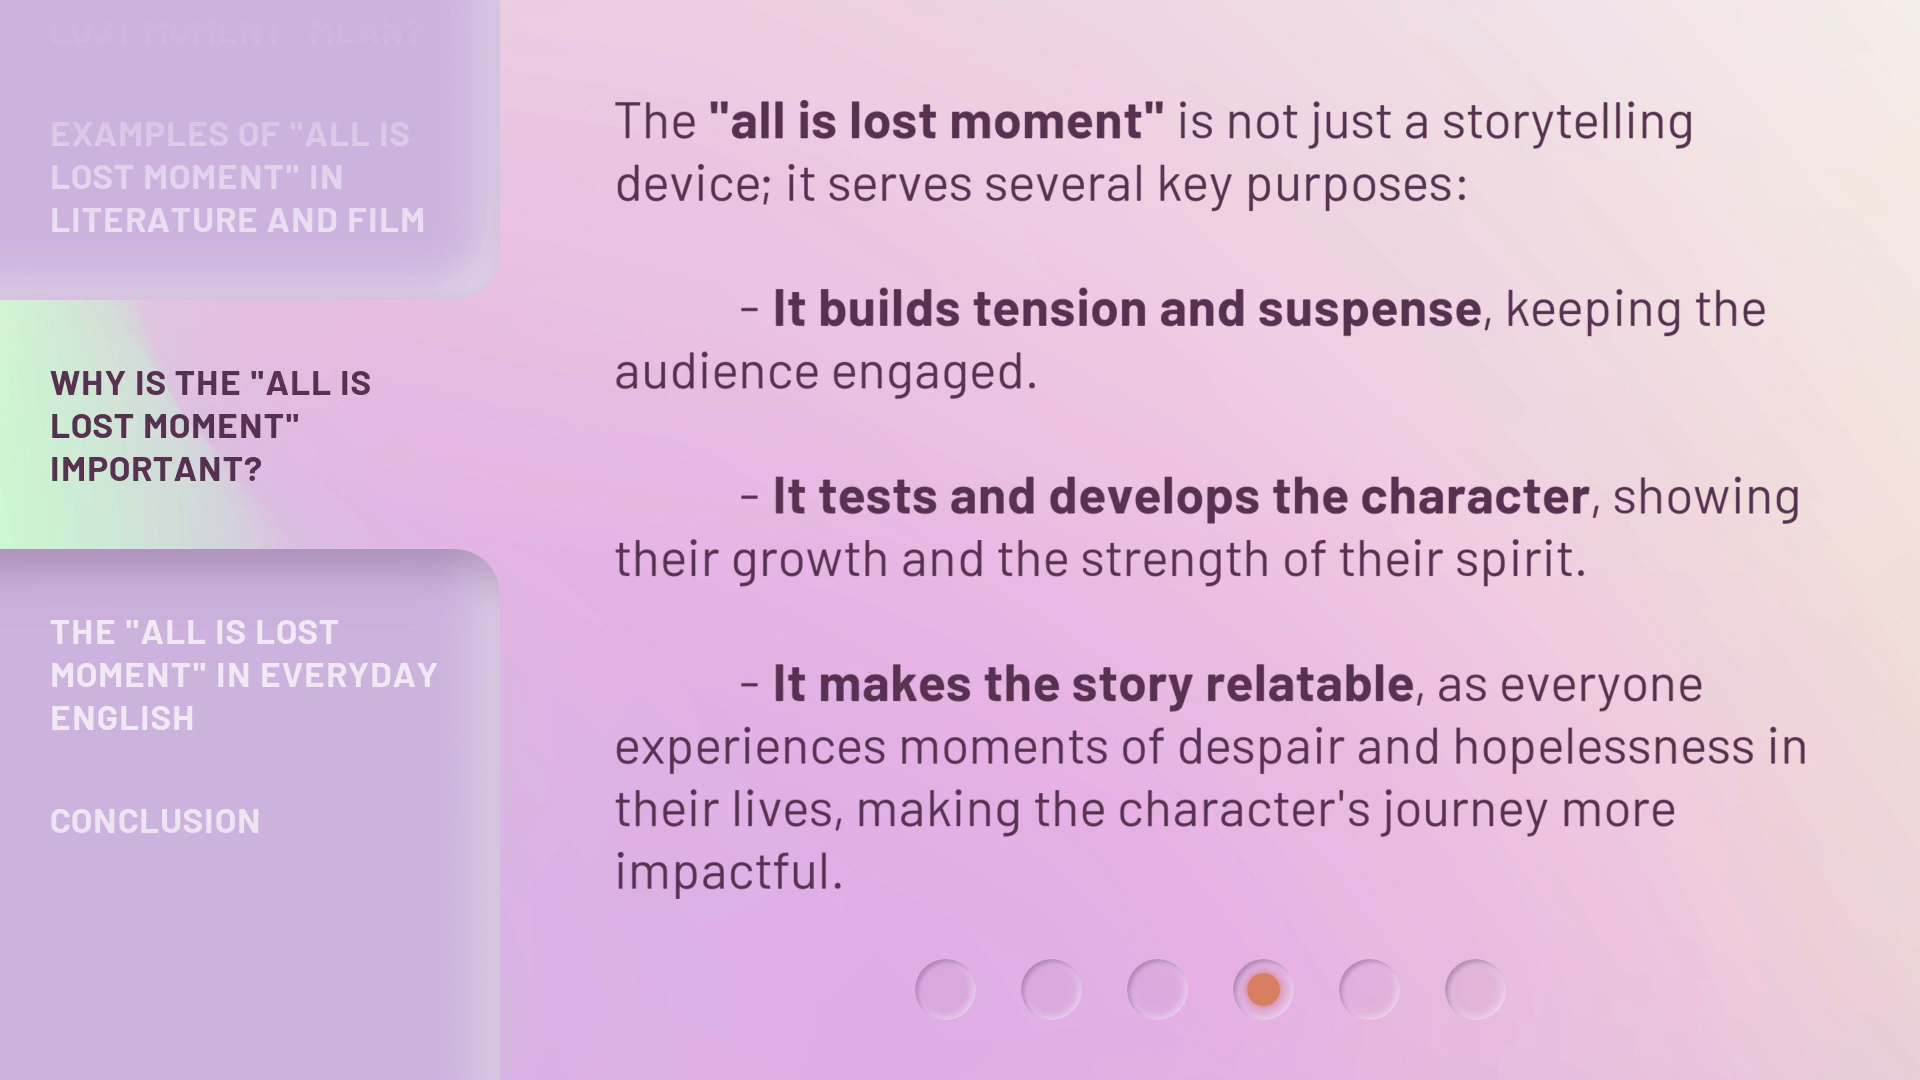 LOST MOMENT" MEAN?
EXAMPLES OF "ALL IS
LOST MOMENT" IN
LITERATURE AND FILM
WHY IS THE "ALL IS
LOST MOMENT"
IMPORTANT?
THE "ALL IS LOST
MOMENT" IN EVERYDAY
ENGLISH
CONCLUSION
The "all is lost moment" is not just a storytelling
device; it serves several key purposes:
- It builds tension and suspense, keeping the
audience engaged.
- It tests and develops the character, showing
their growth and the strength of their spirit.
- It makes the story relatable, as everyone
experiences moments of despair and hopelessness in
their lives, making the character's journey more
impactful.